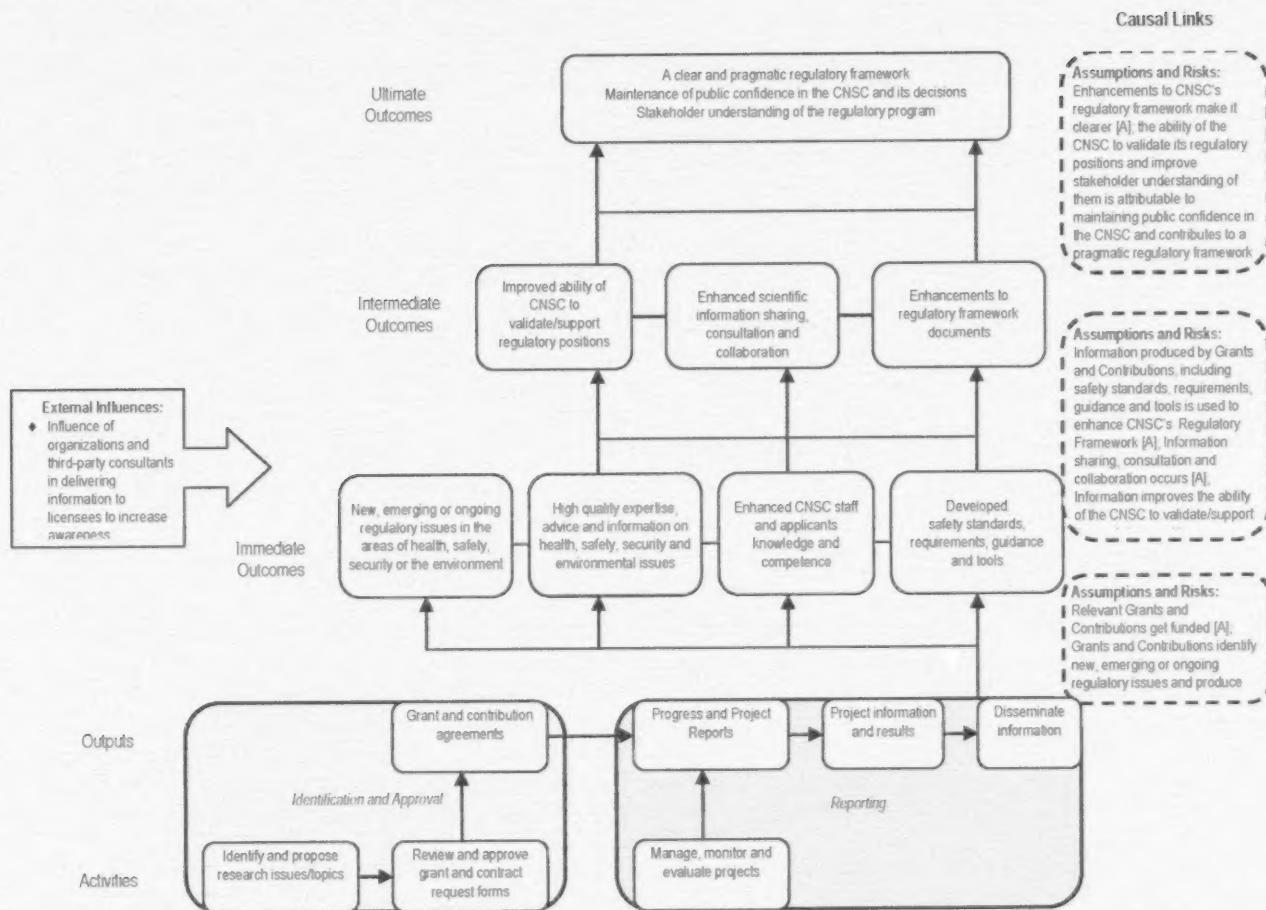 Causal Links
Ultimate
Outcomes
A clear and pragmatic regulatory framework
Maintenance of public confidence in the CNSC and its decisions
Stakeholder understanding of the regulatory program
Assumptions and Risks:
Enhancements to CNSC's
regulatory framework make it
clearer [A], the ability of the
CNSC to validate its regulatory
positions and improve
stakeholder understanding of
them is attributable to
maintaining public confidence in
the CNSC and contributes to a
pragmatic regulatory framework
Intermediate
Outcomes
Improved ability of
CNSC to
validate/support
regulatory positions
Enhanced scientific
information sharing,
consultation and
collaboration
Enhancements to
regulatory framework
documents
Assumptions and Risks:
Information produced by Grants
and Contributions, including
safety standards, requirements,
guidance and tools is used to
enhance CNSC's Regulatory
Framework [A], Information
sharing, consultation and
collaboration occurs [A],
Information improves the ability
of the CNSC to validate/support
External Influences:
♦ Influence of
organizations and
third-party consultants
in delivering
information to
licensees to increase
awareness
Immediate
Outcomes
New, emerging or ongoing
regulatory issues in the
areas of health, safety,
security or the environment
High quality expertise,
advice and information on
health, safety, security and
environmental issues
Enhanced CNSC staff
and applicants
knowledge and
competence
Developed
safety standards,
requirements, guidance
and tools
Assumptions and Risks:
Relevant Grants and
Contributions get funded [A],
Grants and Contributions identify
new, emerging or ongoing
regulatory issues and produce
Outputs
Grant and contribution
agreements
Progress and Project
Reports
Project information
and results
Disseminate
information
Identification and Approval
Reporting
Activities
Identify and propose
research issues/topics
Review and approve
grant and contract
request forms
Manage, monitor and
evaluate projects